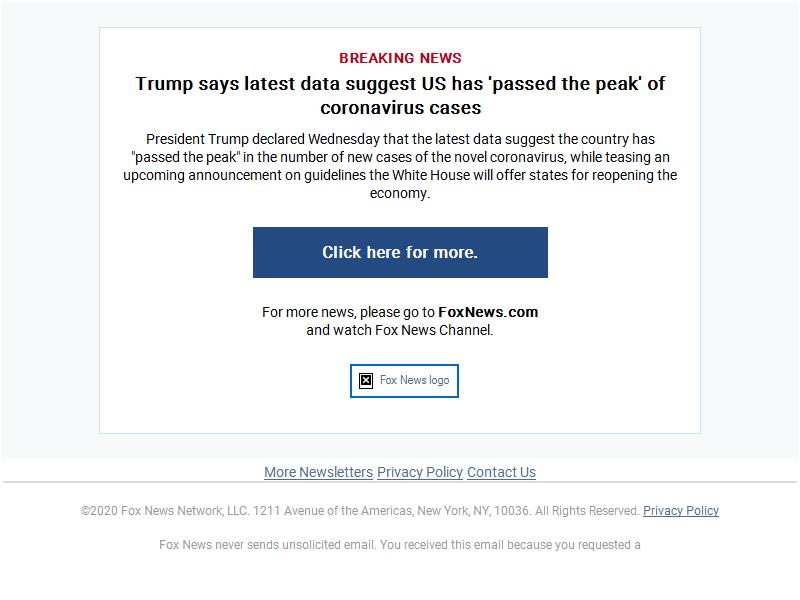 BREAKING NEWS
Trump says latest data suggest US has 'passed the peak' of
coronavirus cases
President Trump declared Wednesday that the latest data suggest the country has
"passed the peak" in the number of new cases of the novel coronavirus, while teasing an
upcoming announcement on guidelines the White House will offer states for reopening the
economy.
Click here for more.
For more news, please go to FoxNews.com
and watch Fox News Channel.
Fox News logo
More Newsletters Privacy Policy Contact Us
©2020 Fox News Network, LLC. 1211 Avenue of the Americas, New York, NY, 10036. All Rights Reserved. Privacy Policy
Fox News never sends unsolicited email. You received this email because you requested a